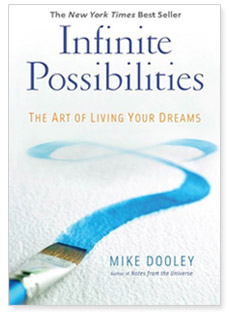 The New York Times Best Seller
Infinite
Possibilities
THE ART OF LIVING YOUR DREAMS
MIKE DOOLEY
Author of Notes from the Universe